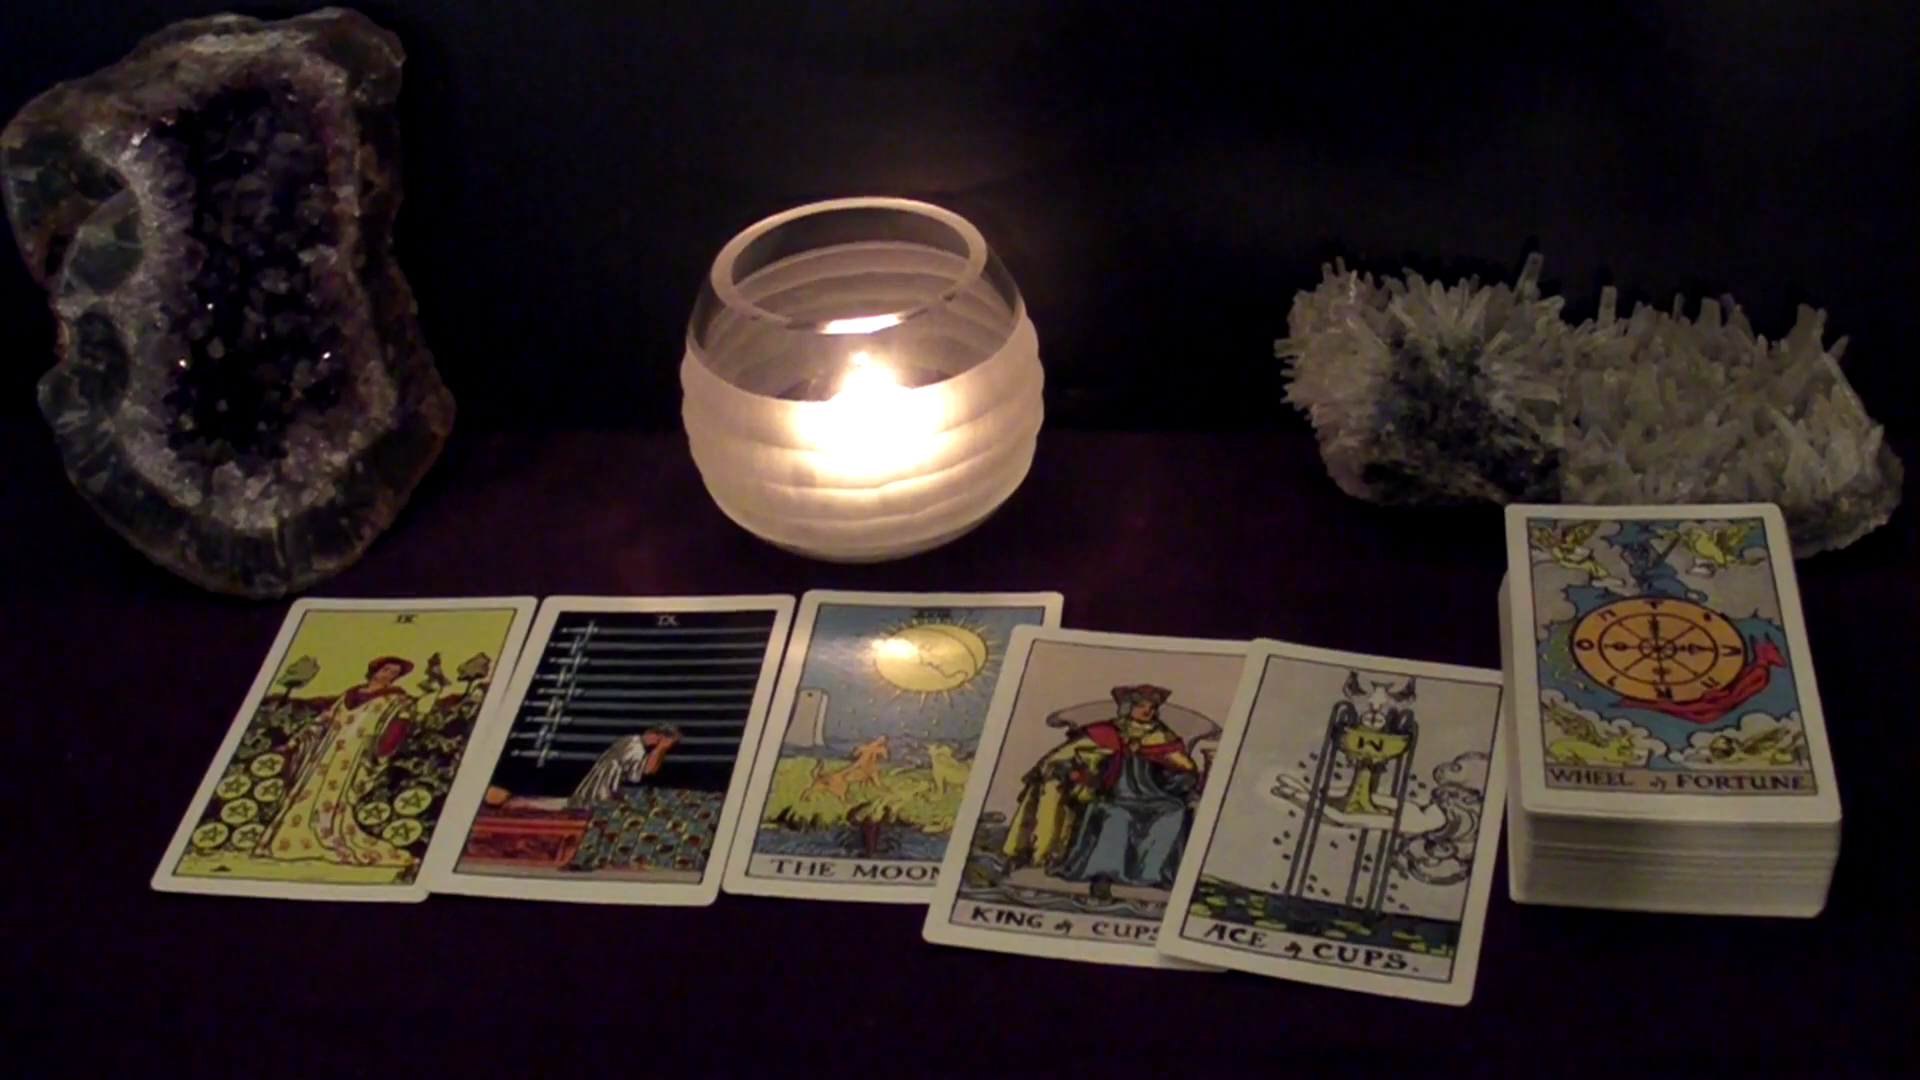 IX
IX
THE MOON
KING of CUPS
ACE of CUPS.
WHEEL of FORTUNE